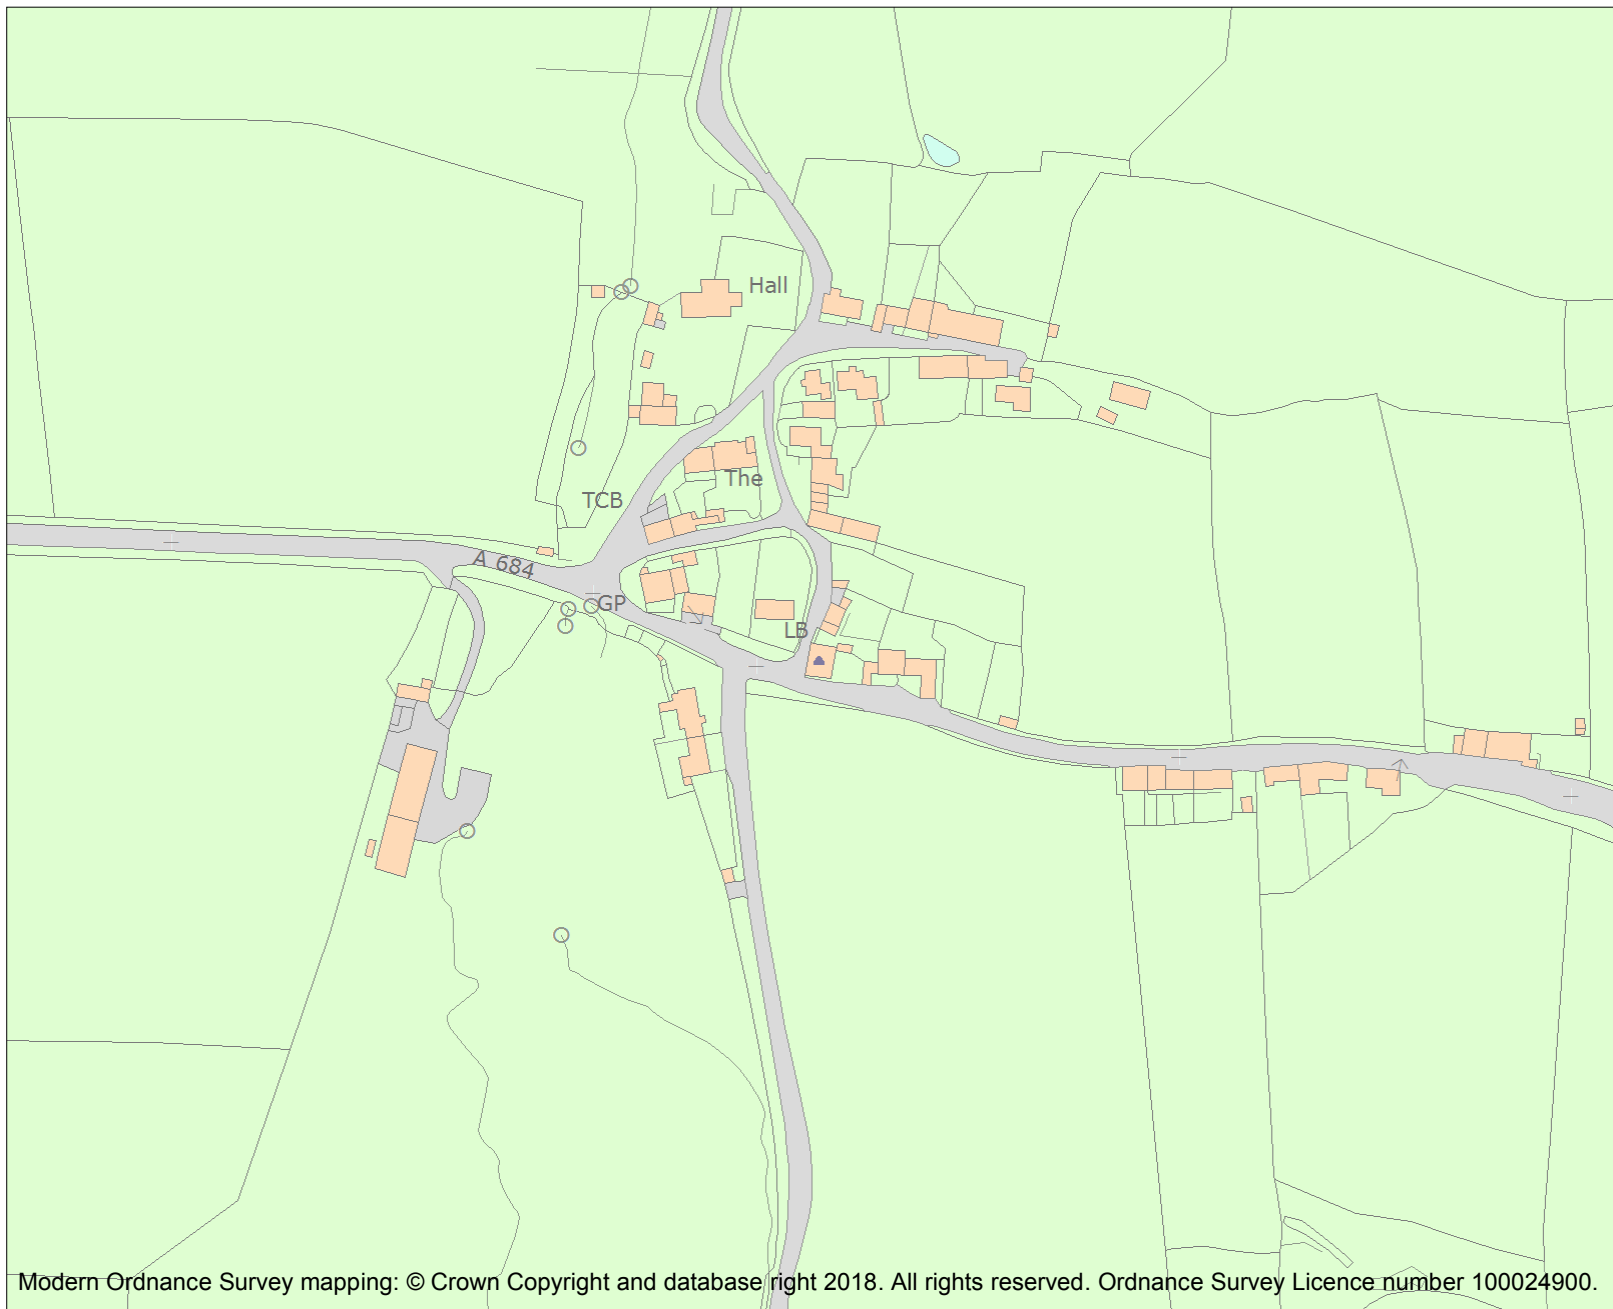 Hall
The
TCB
A 684
GP
LB
Modern Ordnance Survey mapping: © Crown Copyright and database right 2018. All rights reserved. Ordnance Survey Licence number 100024900.